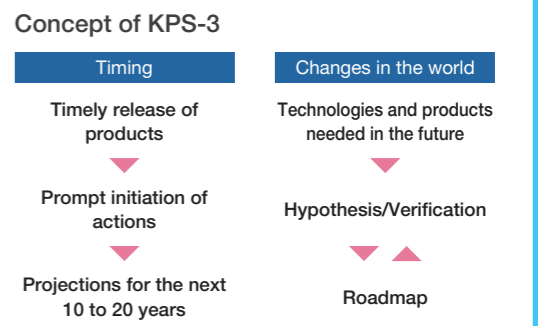 Concept of KPS-3
Timing
Timely release of
products
Prompt initiation of
actions
Projections for the next
10 to 20 years
Changes in the world
Technologies and products
needed in the future
Hypothesis/Verification
Roadmap